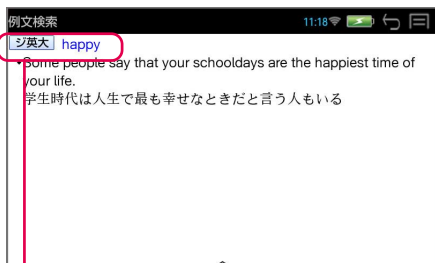 例文検索 11:18
ジ英大 happy
▾Some people say that your schooldays are the happiest time of
your life.
学生時代は人生で最も幸せなときだと言う人もいる